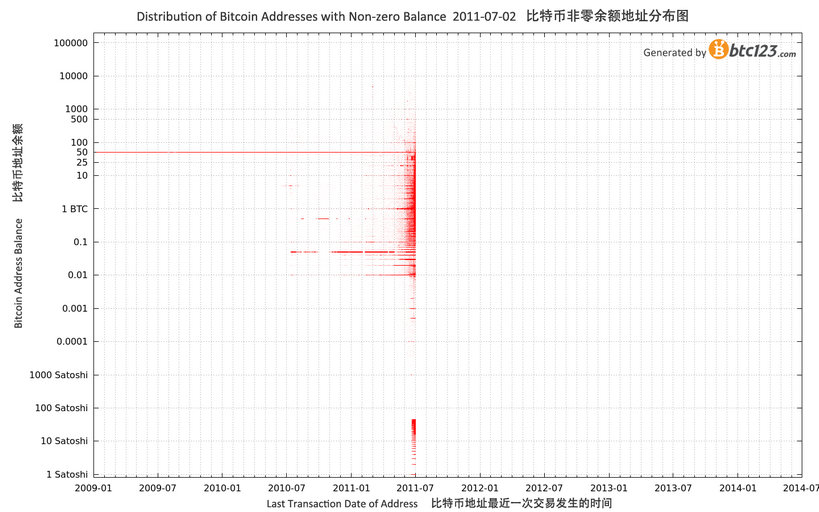 Distribution of Bitcoin Addresses with Non-zero Balance 2011-07-02 比特币非零余额地址分布图
Generated by btc123.com
Bitcoin Address Balance 比特币地址余额
100000
10000
1000
500
100
50
25
10
1 BTC
0.1
0.01
0.001
0.0001
1000 Satoshi
100 Satoshi
10 Satoshi
1 Satoshi
2009-01 2009-07 2010-01 2010-07 2011-01 2011-07 2012-01 2012-07 2013-01 2013-07 2014-01 2014-07
Last Transaction Date of Address 比特币地址最近一次交易发生的时间